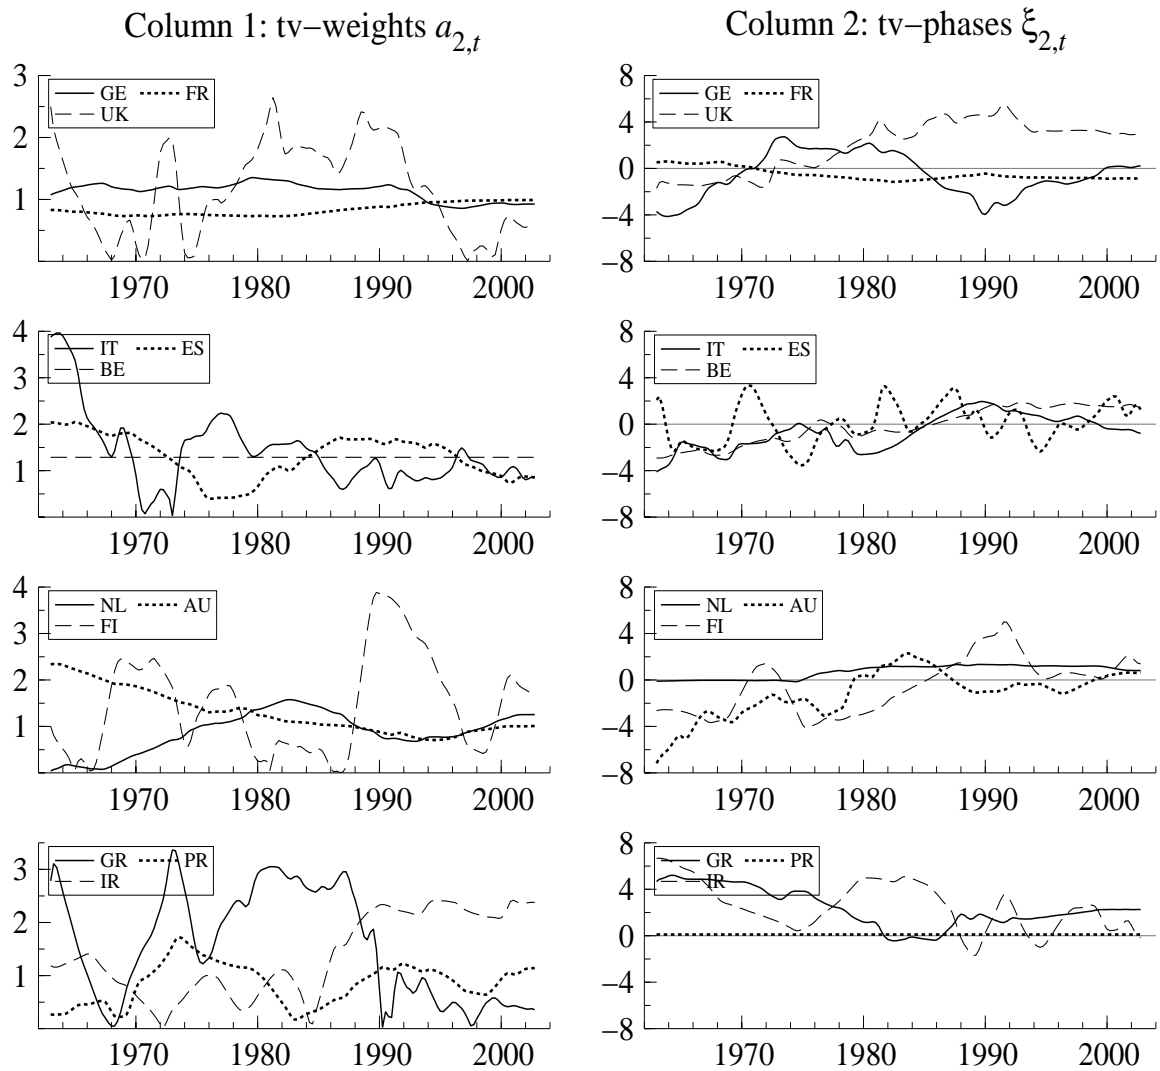 Column 1: tv−weights a2,t
Column 2: tv−phases ξ2,t
3
2
1
GE FR
UK
1970 1980 1990 2000
8
4
0
−4
−8
GE FR
UK
1970 1980 1990 2000
4
3
2
1
IT ES
BE
1970 1980 1990 2000
8
4
0
−4
−8
IT ES
BE
1970 1980 1990 2000
4
3
2
1
NL AU
FI
1970 1980 1990 2000
8
4
0
−4
−8
NL AU
FI
1970 1980 1990 2000
3
2
1
GR PR
IR
1970 1980 1990 2000
8
4
0
−4
−8
GR PR
IR
1970 1980 1990 2000